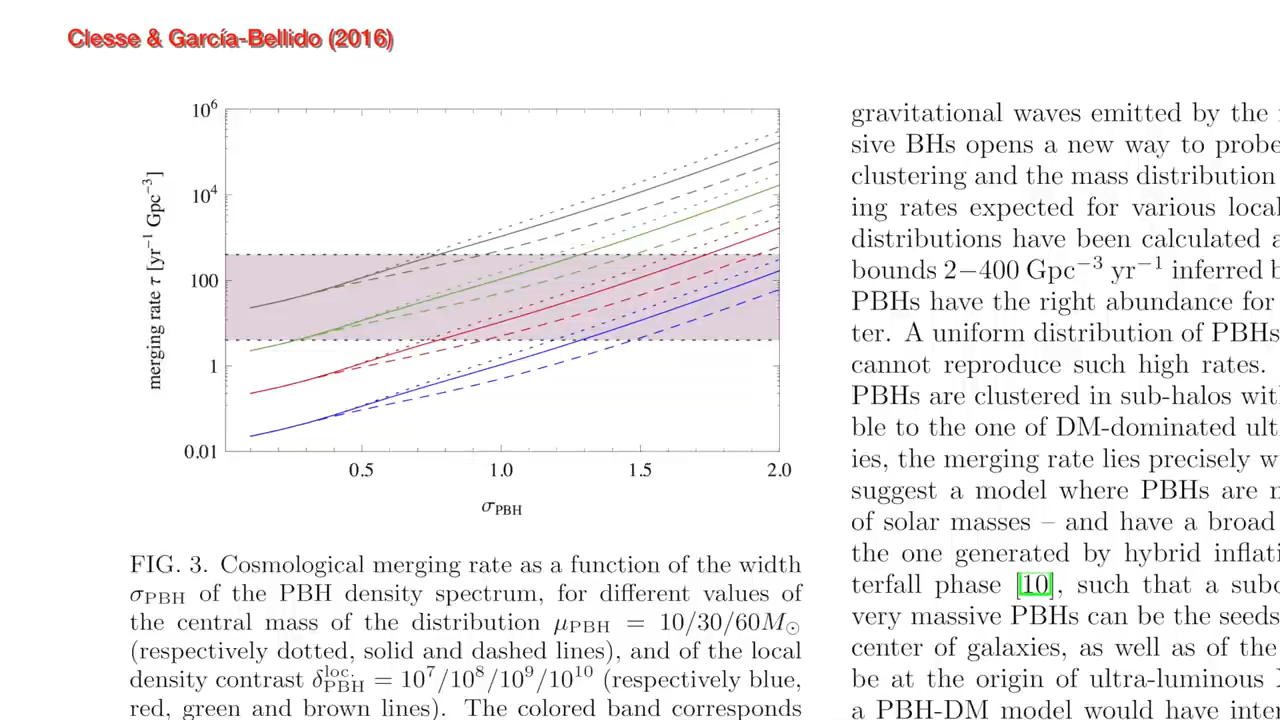 Clesse & García-Bellido (2016)
10^6
10^4
100
1
0.01
merging rate τ [yr^−1 Gpc^−3]
0.5 1.0 1.5 2.0
σ_PBH
FIG. 3. Cosmological merging rate as a function of the width
σ_PBH of the PBH density spectrum, for different values of
the central mass of the distribution μ_PBH = 10/30/60M_⊙
(respectively dotted, solid and dashed lines), and of the local
density contrast δ^loc._PBH = 10^7/10^8/10^9/10^10 (respectively blue,
red, green and brown lines). The colored band corresponds
gravitational waves emitted by the
sive BHs opens a new way to probe
clustering and the mass distribution
ing rates expected for various local
distributions have been calculated
bounds 2−400 Gpc^−3 yr^−1 inferred
PBHs have the right abundance for
ter. A uniform distribution of PBHs
cannot reproduce such high rates.
PBHs are clustered in sub-halos
ble to the one of DM-dominated
ies, the merging rate lies precisely
suggest a model where PBHs are
of solar masses – and have a broad
the one generated by hybrid
terfall phase [10], such that a
very massive PBHs can be the seeds
center of galaxies, as well as of the
be at the origin of ultra-luminous
a PBH-DM model would have